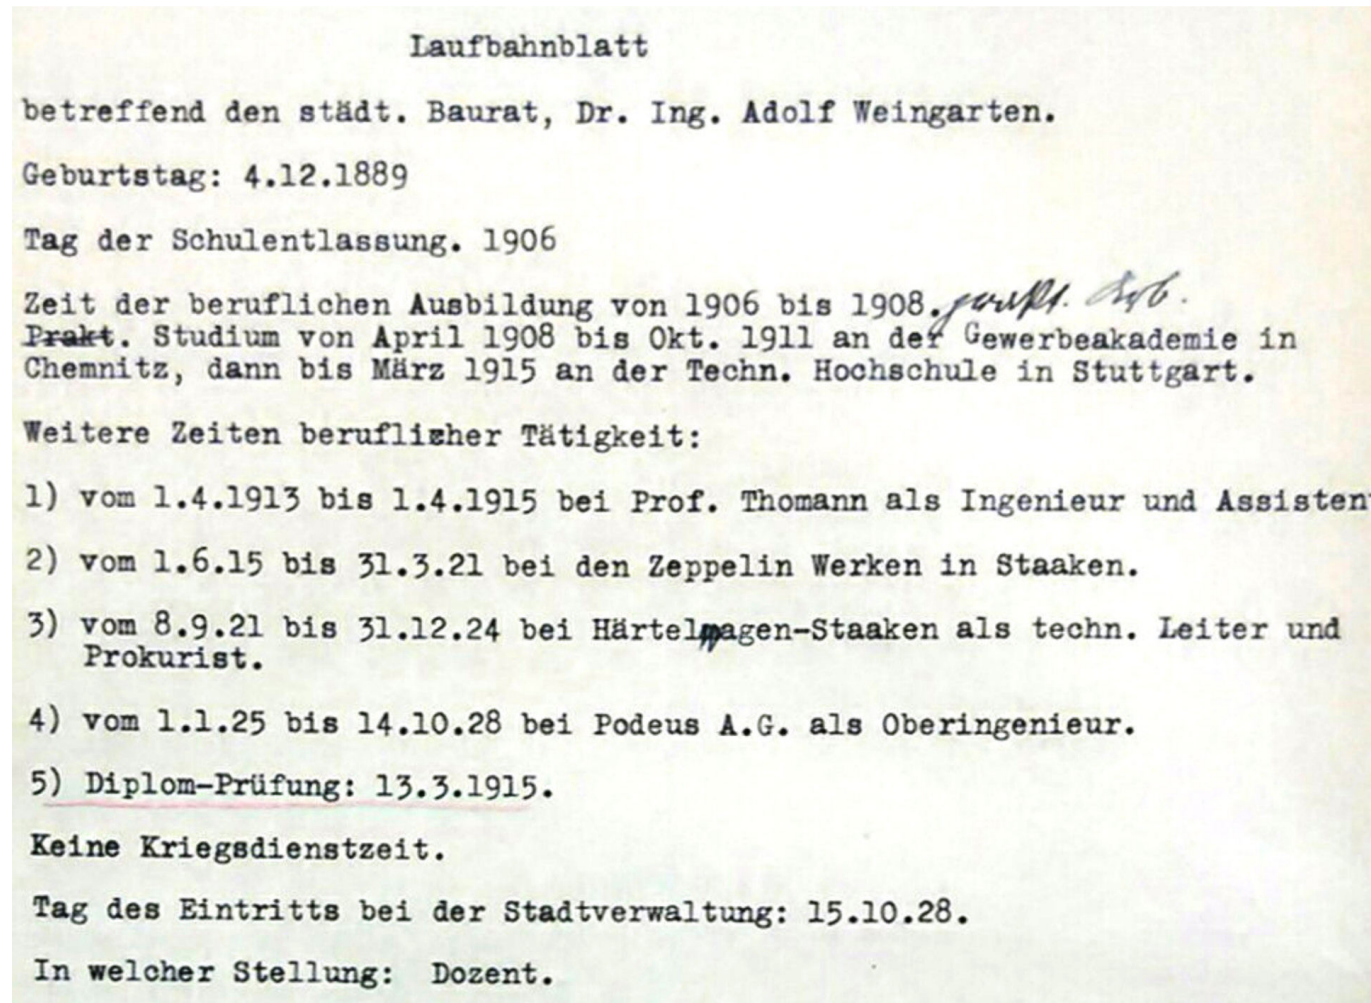 Laufbahnblatt
betreffend den städt. Baurat, Dr. Ing. Adolf Weingarten.
Geburtstag: 4.12.1889
Tag der Schulentlassung. 1906
Zeit der beruflichen Ausbildung von 1906 bis 1908. prakt. Arb.
Prakt. Studium von April 1908 bis Okt. 1911 an der Gewerbeakademie in
Chemnitz, dann bis März 1915 an der Techn. Hochschule in Stuttgart.
Weitere Zeiten beruflicher Tätigkeit:
1) vom 1.4.1913 bis 1.4.1915 bei Prof. Thomann als Ingenieur und Assisten
2) vom 1.6.15 bis 31.3.21 bei den Zeppelin Werken in Staaken.
3) vom 8.9.21 bis 31.12.24 bei Härtelwagen-Staaken als techn. Leiter und
Prokurist.
4) vom 1.1.25 bis 14.10.28 bei Podeus A.G. als Oberingenieur.
5) Diplom-Prüfung: 13.3.1915.
Keine Kriegsdienstzeit.
Tag des Eintritts bei der Stadtverwaltung: 15.10.28.
In welcher Stellung: Dozent.